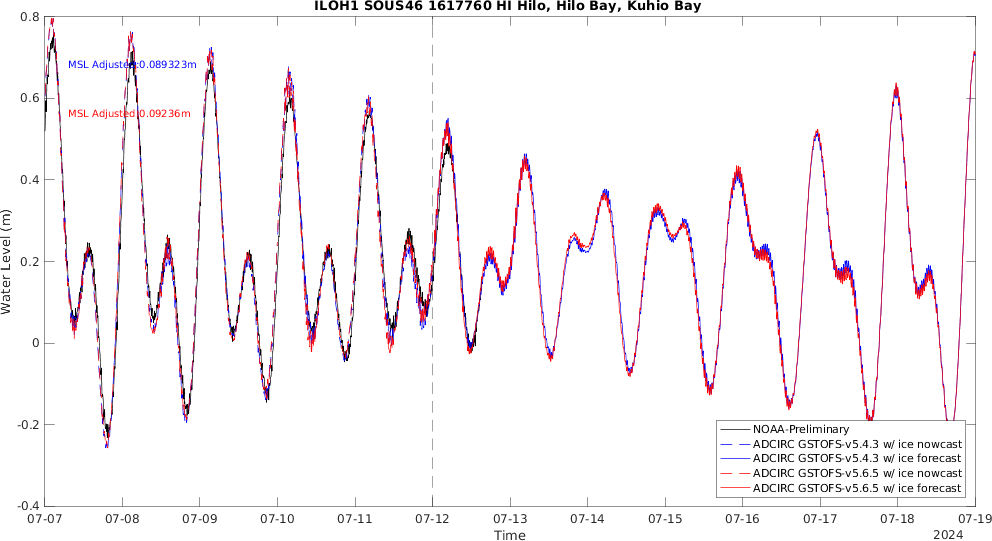 ILOH1 SOUS46 1617760 HI Hilo, Hilo Bay, Kuhio Bay
0.8
MSL Adjusted:0.089323m
0.6
MSL Adjusted:0.09236m
0.4
0.2
0
-0.2
-0.4
Water Level (m)
NOAA-Preliminary
ADCIRC GSTOFS-v5.4.3 w/ ice nowcast
ADCIRC GSTOFS-v5.4.3 w/ ice forecast
ADCIRC GSTOFS-v5.6.5 w/ ice nowcast
ADCIRC GSTOFS-v5.6.5 w/ ice forecast
07-07 07-08 07-09 07-10 07-11 07-12 07-13 07-14 07-15 07-16 07-17 07-18 07-19
Time
2024